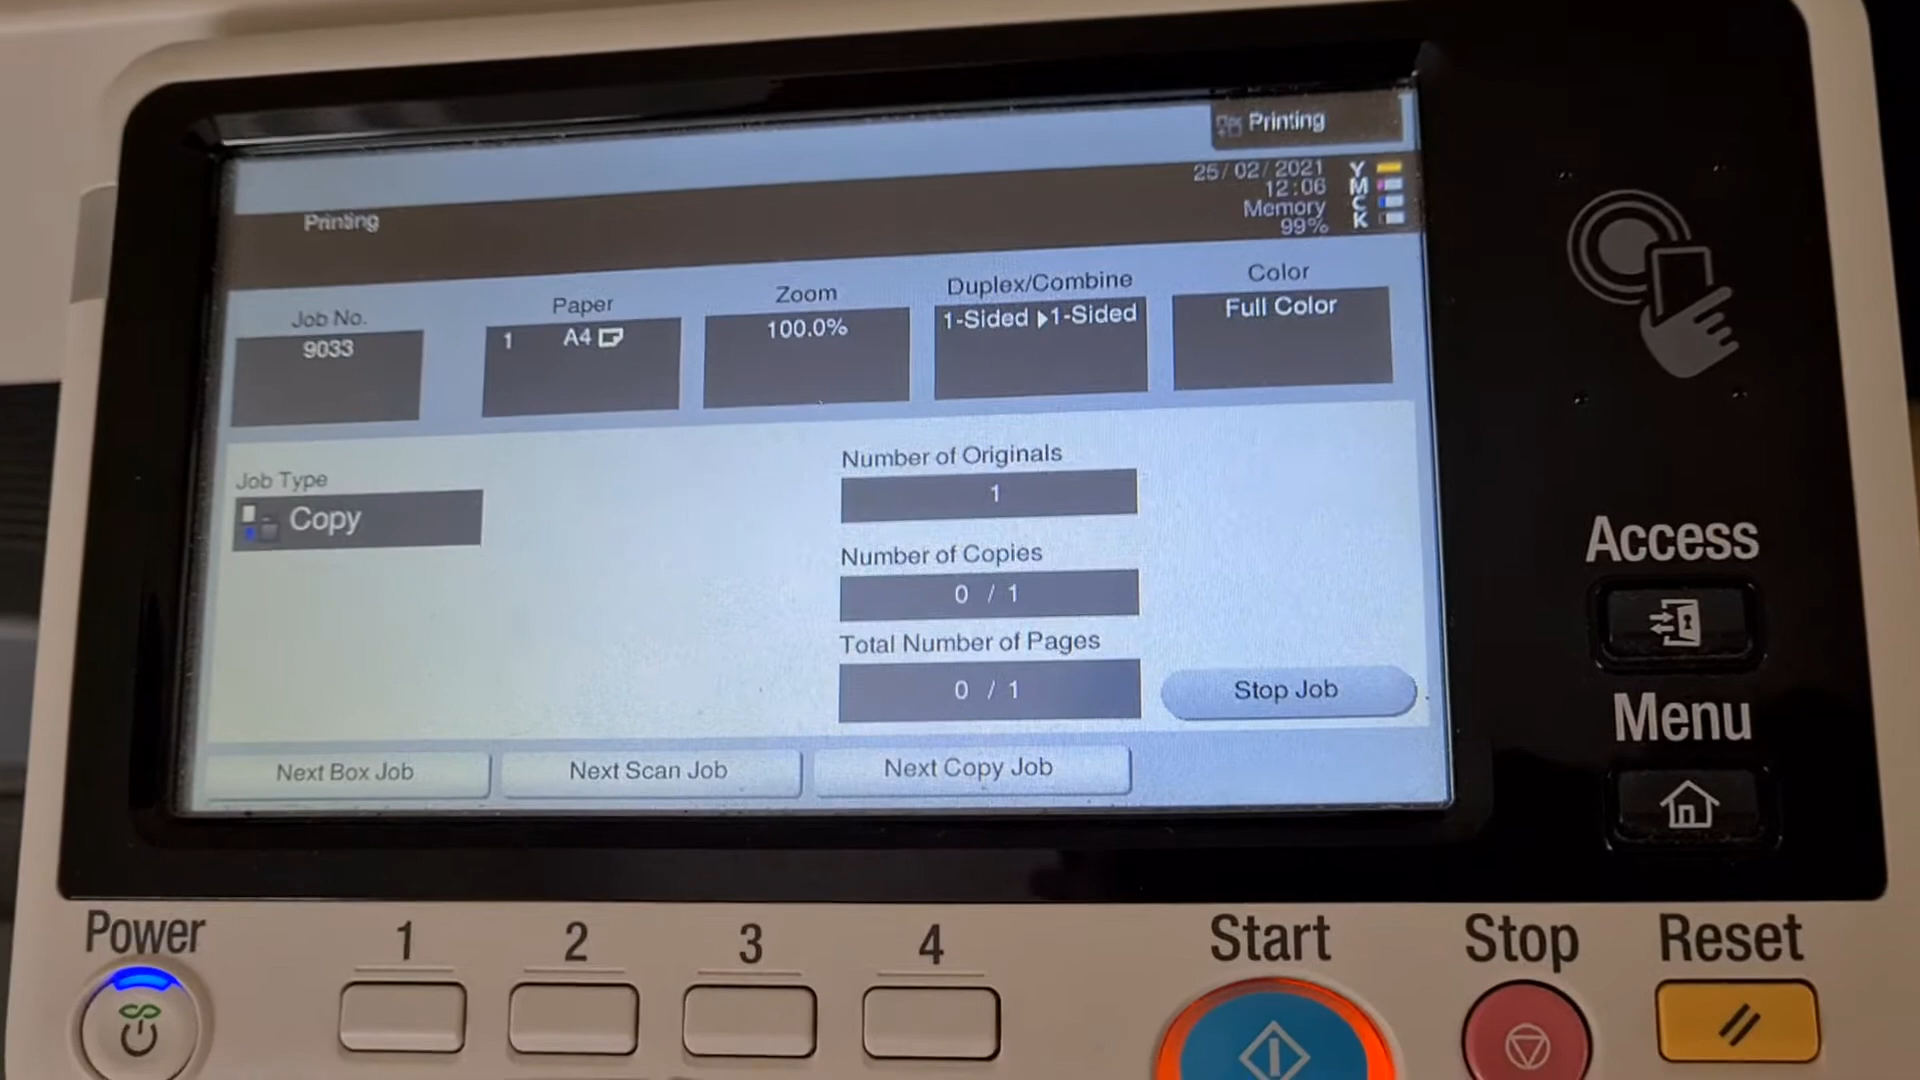 Printing
25/02/2021
12:06
Memory
99%
Y
M
C
K
Printing
Job No.
9033
Paper
1 A4
Zoom
100.0%
Duplex/Combine
1-Sided ▶1-Sided
Color
Full Color
Job Type
Copy
Number of Originals
1
Number of Copies
0 / 1
Total Number of Pages
0 / 1
Stop Job
Next Box Job
Next Scan Job
Next Copy Job
Access
Menu
Power
1
2
3
4
Start
Stop
Reset